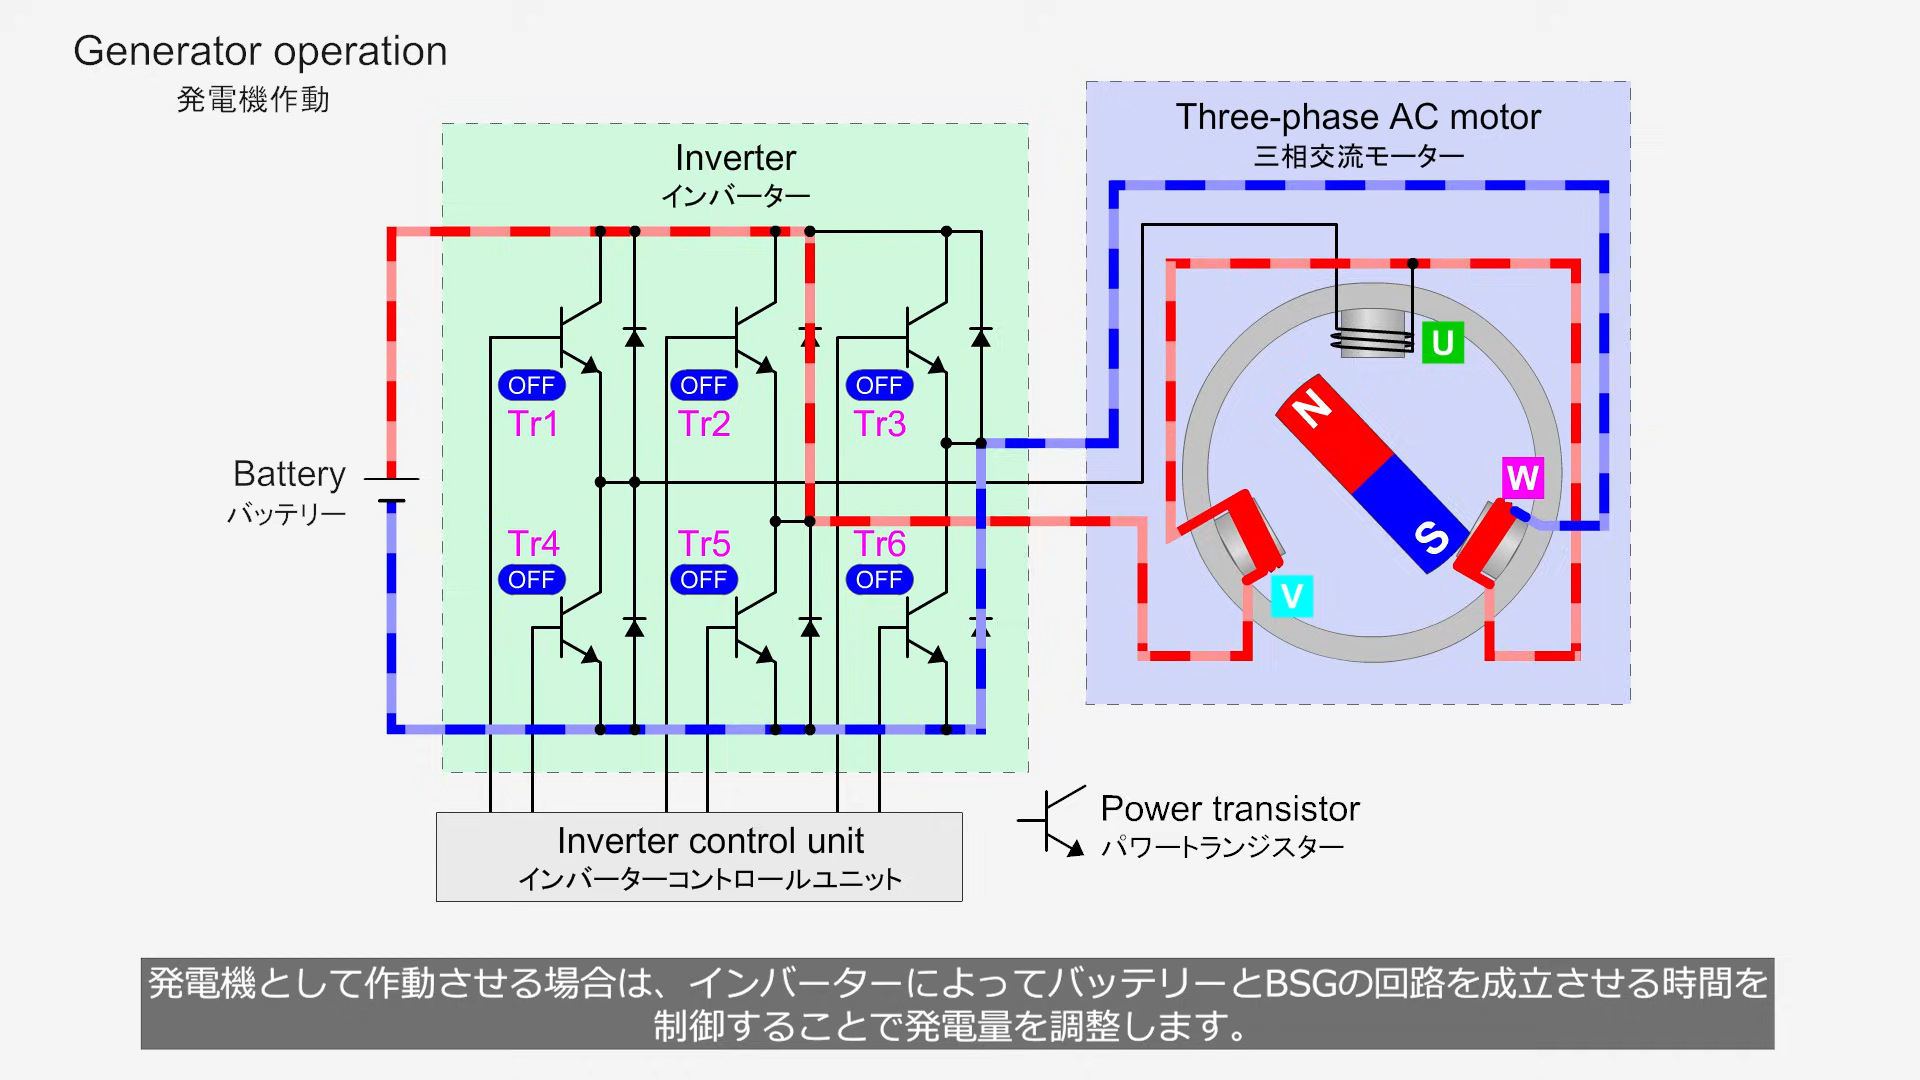 Generator operation
発電機作動
Inverter
インバーター
Three-phase AC motor
三相交流モーター
U
N
OFF
OFF
OFF
Tr1
Tr2
Tr3
Battery
バッテリー
W
S
Tr4
Tr5
Tr6
OFF
OFF
OFF
V
Inverter control unit
インバーターコントロールユニット
Power transistor
パワートランジスター
発電機として作動させる場合は、インバーターによってバッテリーとBSGの回路を成立させる時間を
制御することで発電量を調整します。